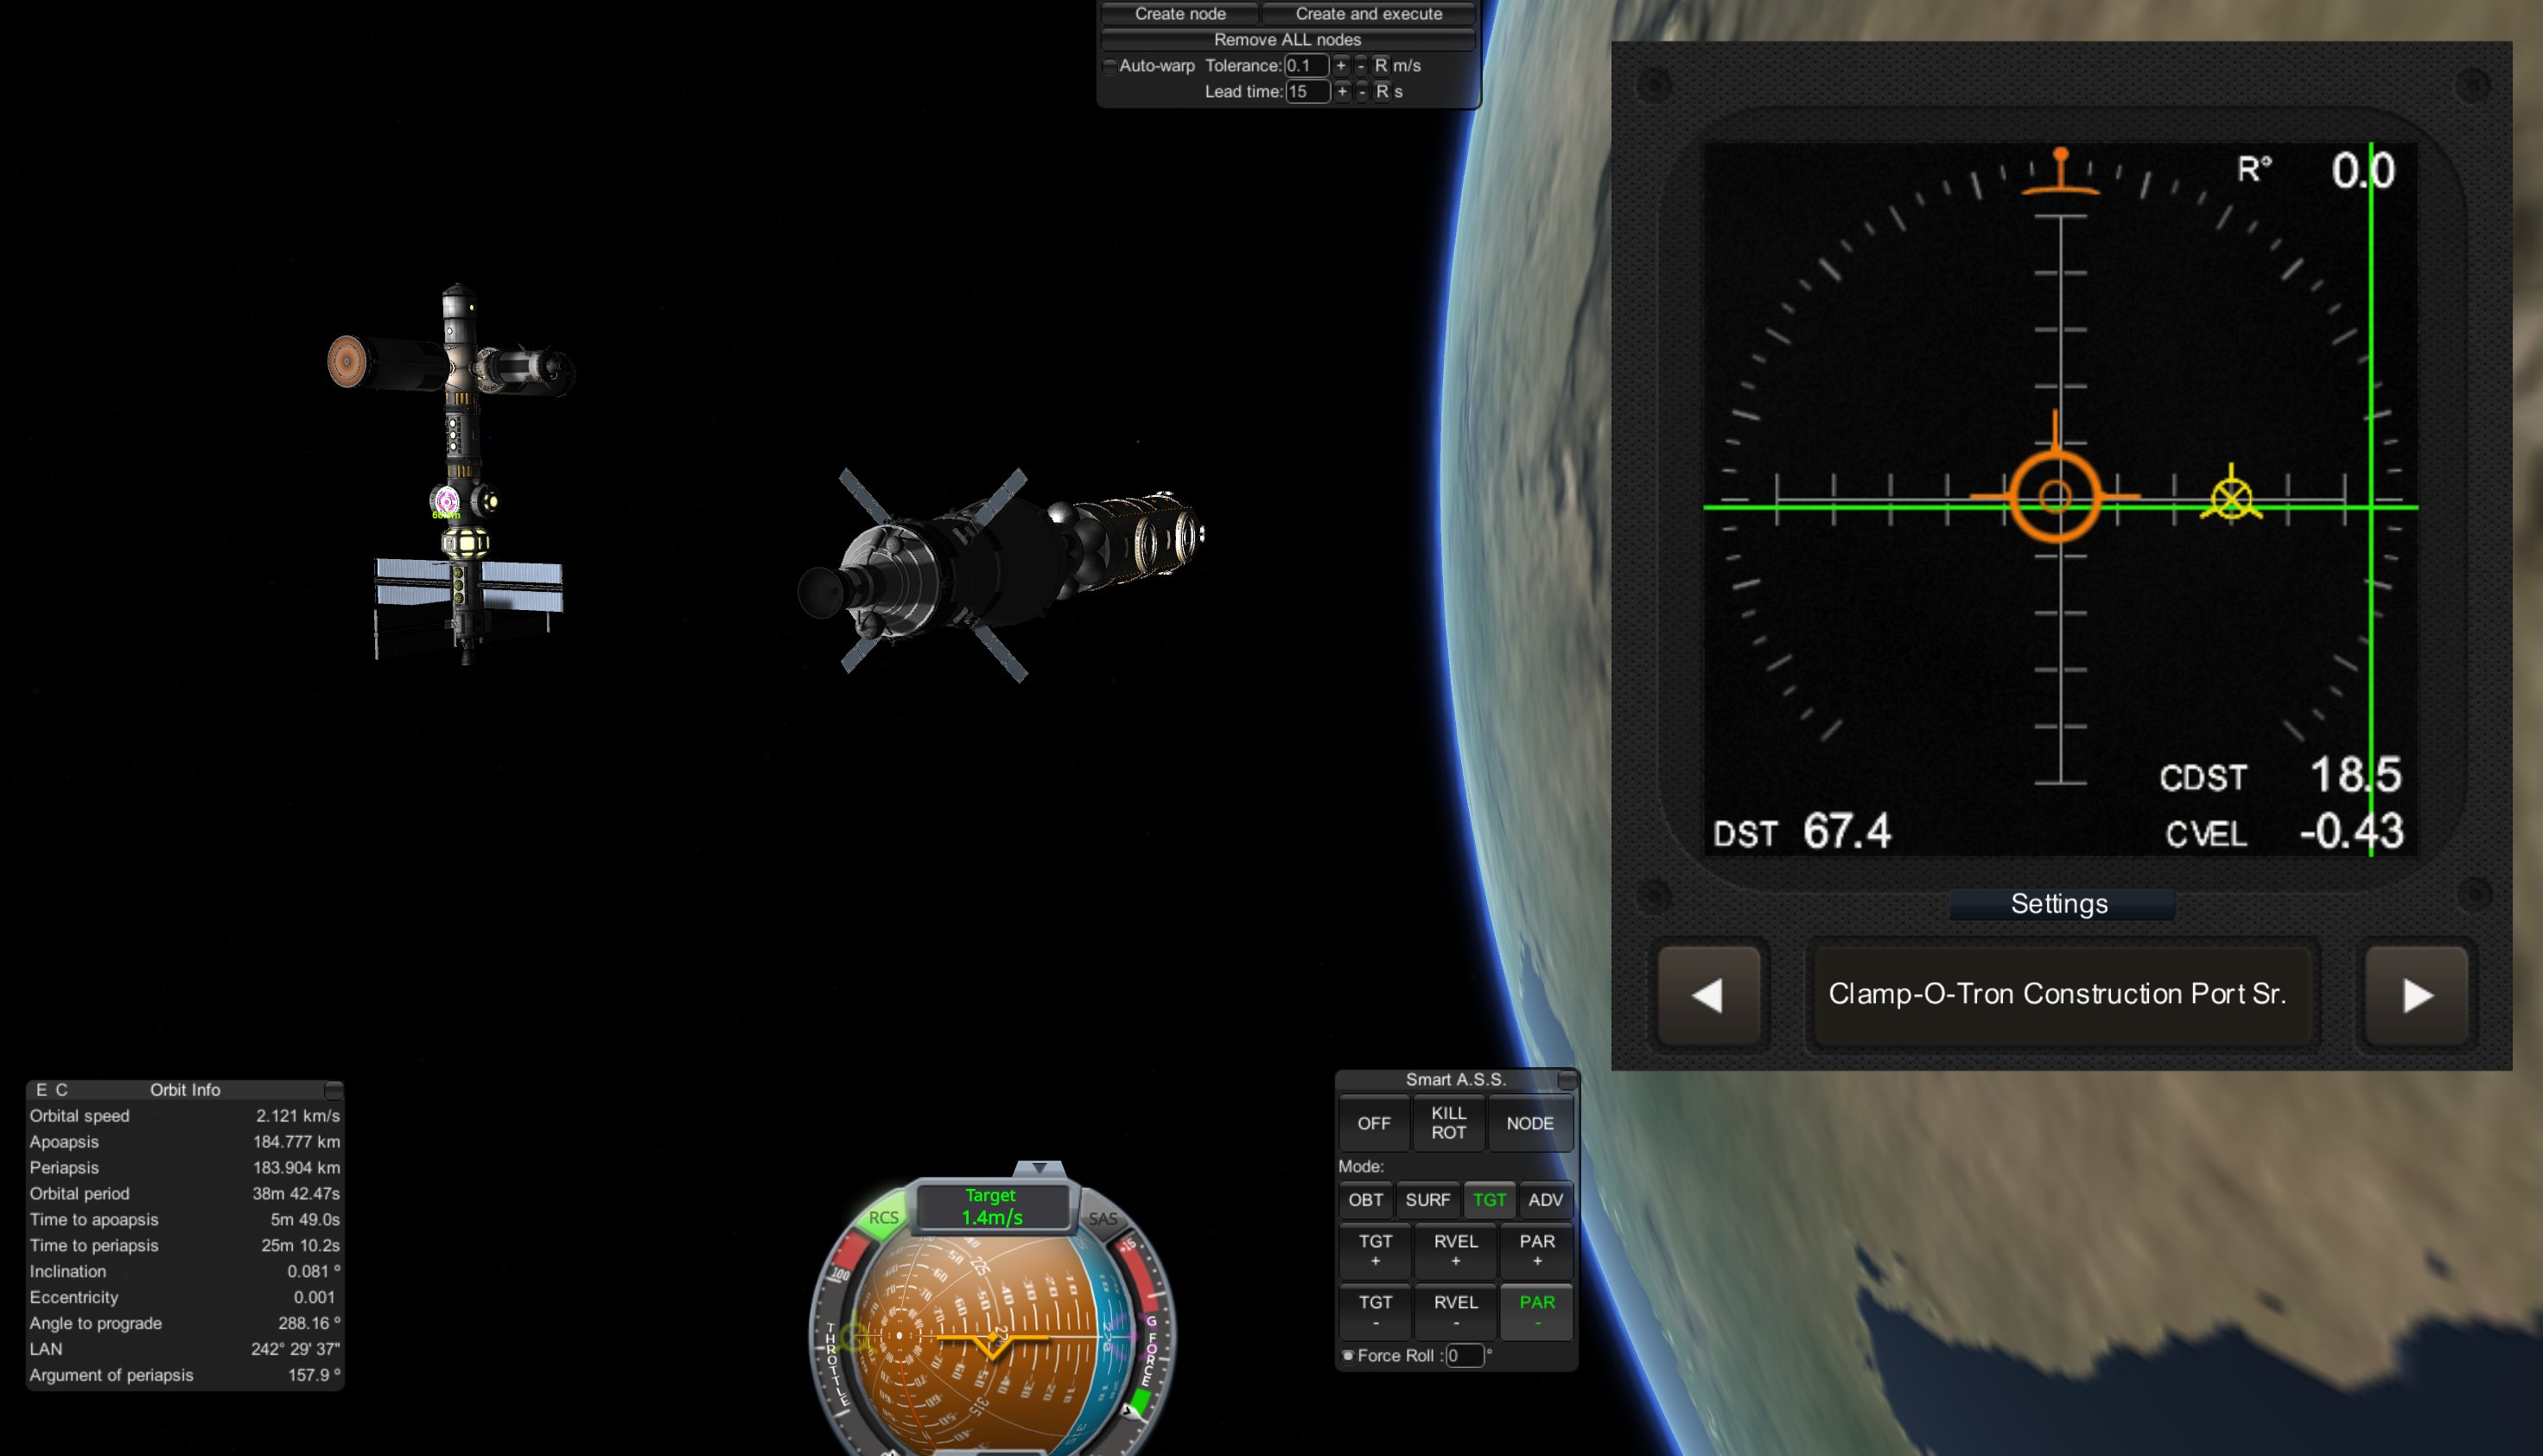 Create node Create and execute
Remove ALL nodes
Auto-warp Tolerance: 0.1 + - R m/s
Lead time: 15 + - R s
R° 0.0
CDST 18.5
DST 67.4 CVEL -0.43
Settings
Clamp-O-Tron Construction Port Sr.
E C Orbit Info
Orbital speed 2.121 km/s
Apoapsis 184.777 km
Periapsis 183.904 km
Orbital period 38m 42.47s
Time to apoapsis 5m 49.0s
Time to periapsis 25m 10.2s
Inclination 0.081 °
Eccentricity 0.001
Angle to prograde 288.16 °
LAN 242° 29' 37"
Argument of periapsis 157.9 °
RCS Target SAS
1.4m/s
100
+15
THROTTLE
G FORCE
225
315
Smart A.S.S.
OFF KILL ROT NODE
Mode:
OBT SURF TGT ADV
TGT + RVEL + PAR +
TGT - RVEL - PAR -
Force Roll : 0 °